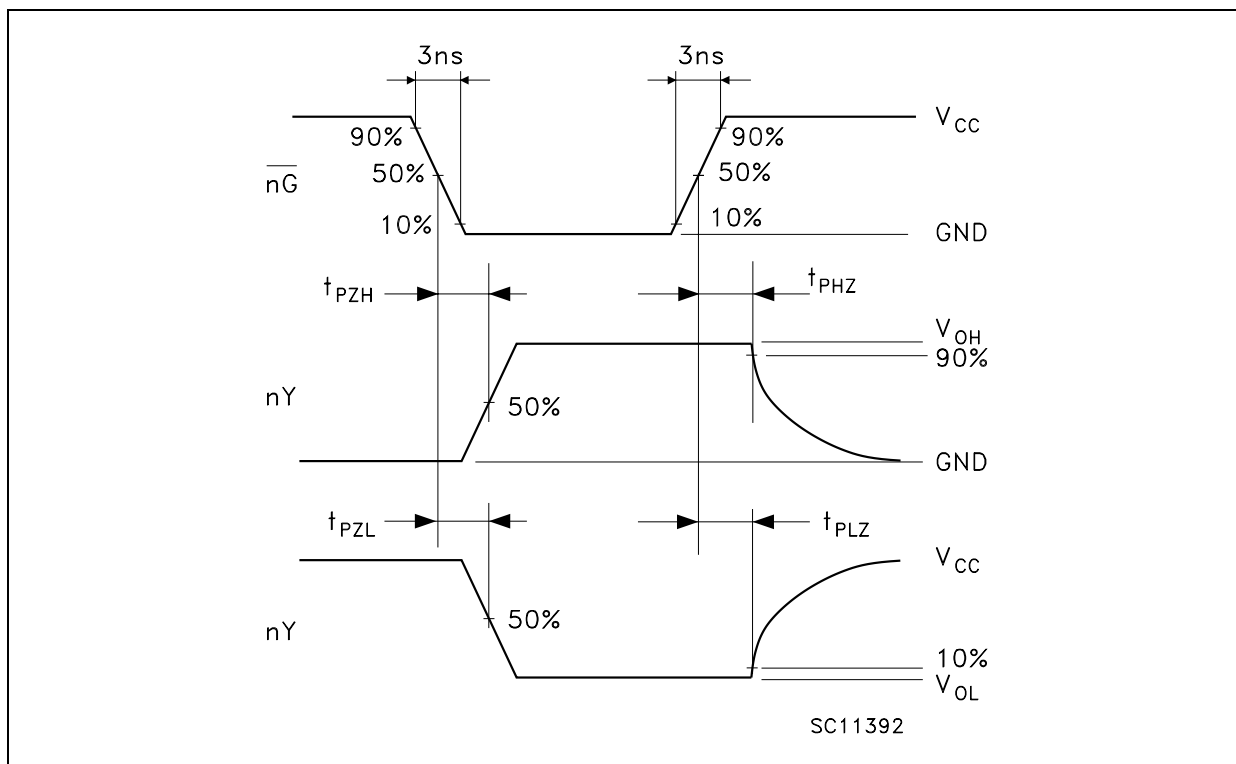 3ns 3ns
90% 90% V_CC
nG 50% 50%
10% 10% GND
t_PZH t_PHZ
V_OH
90%
nY 50%
GND
t_PZL t_PLZ
V_CC
nY 50%
10%
V_OL
SC11392